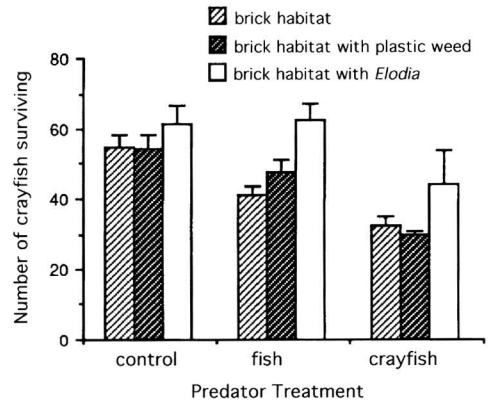 brick habitat
brick habitat with plastic weed
brick habitat with Elodia
Number of crayfish surviving
80
60
40
20
0
control fish crayfish
Predator Treatment